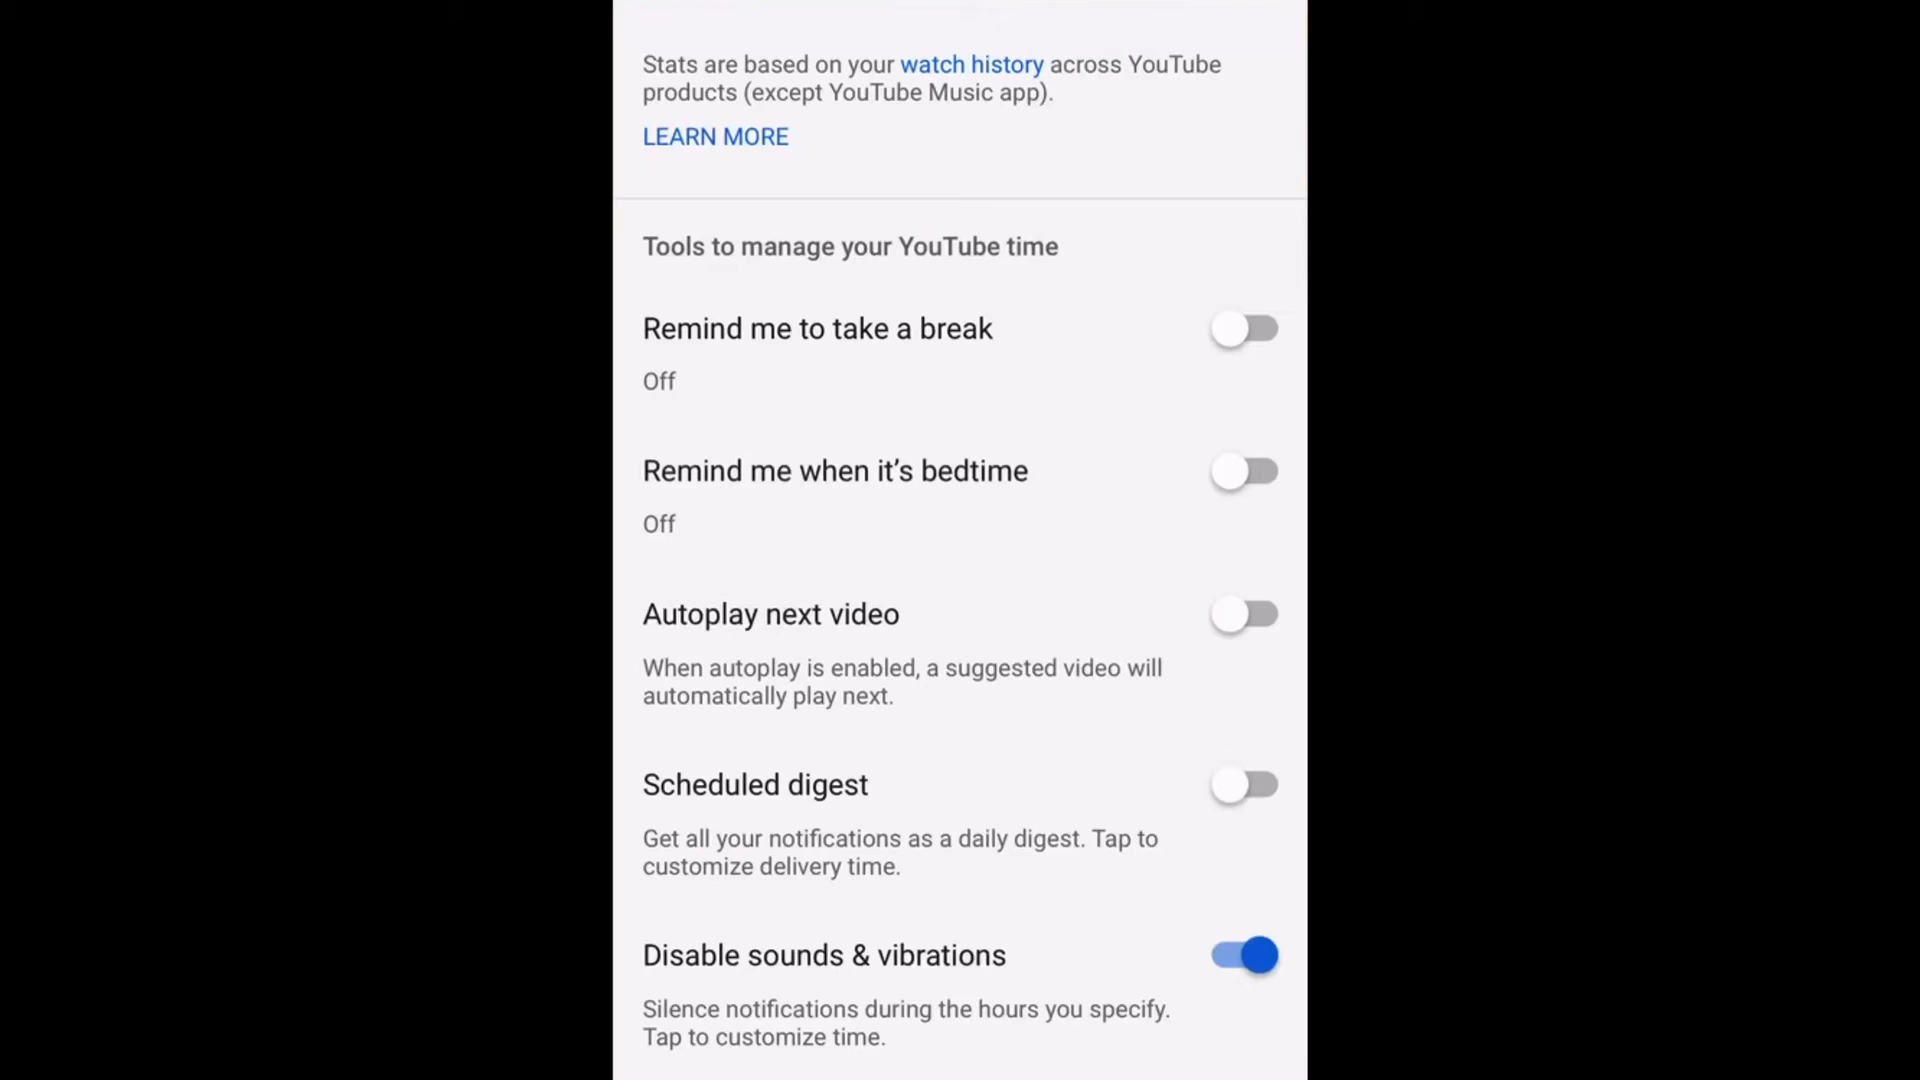 Stats are based on your watch history across YouTube
products (except YouTube Music app).
LEARN MORE
Tools to manage your YouTube time
Remind me to take a break
Off
Remind me when it’s bedtime
Off
Autoplay next video
When autoplay is enabled, a suggested video will
automatically play next.
Scheduled digest
Get all your notifications as a daily digest. Tap to
customize delivery time.
Disable sounds & vibrations
Silence notifications during the hours you specify.
Tap to customize time.